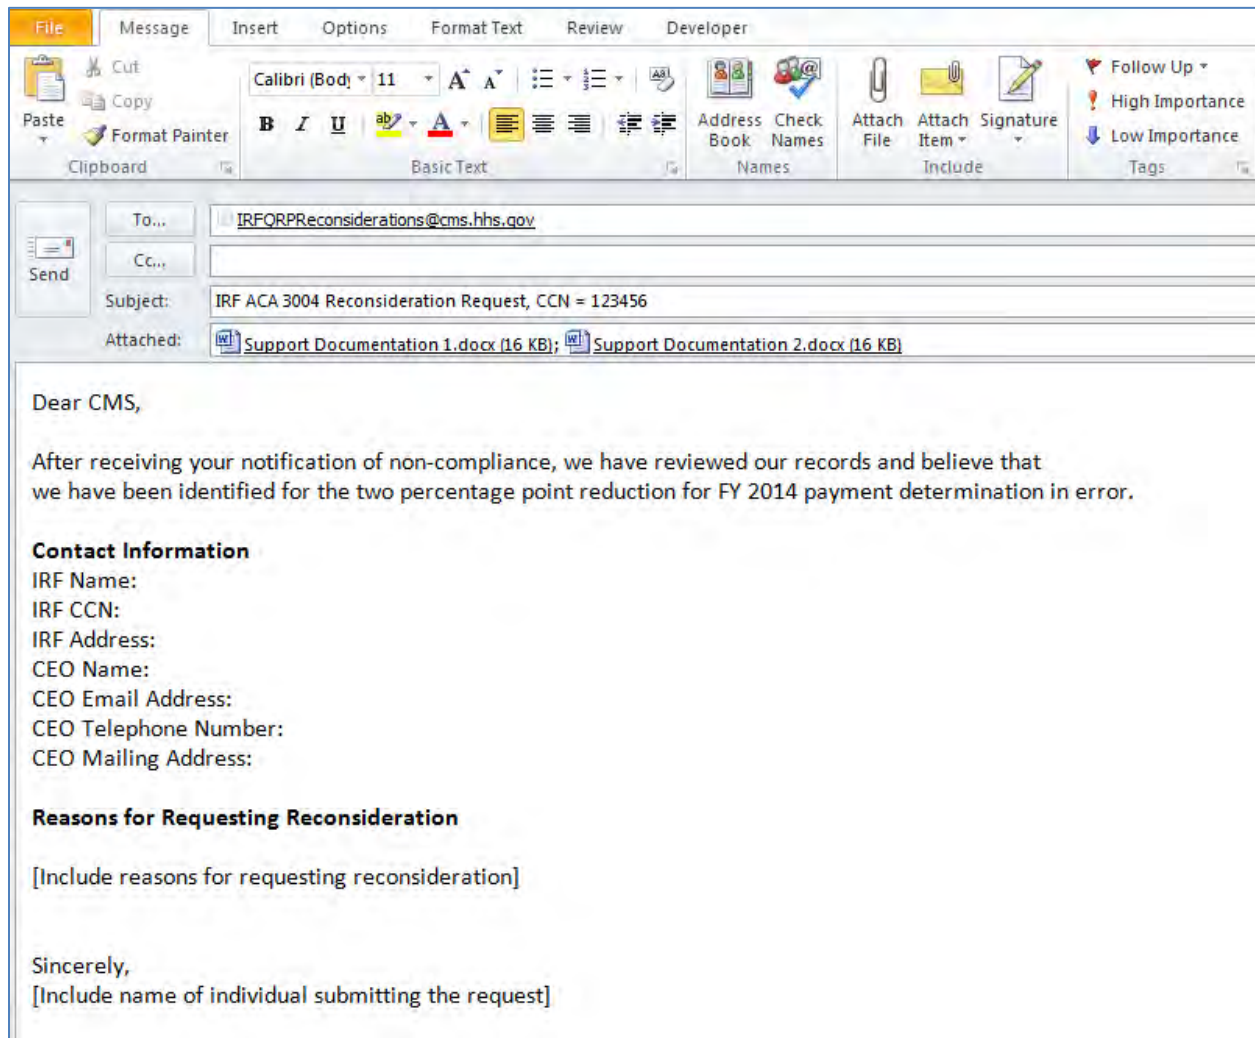 File Message Insert Options Format Text Review Developer
Cut
Copy
Format Painter
Paste
Clipboard
Calibri (Body 11
B I U
Basic Text
Address Book
Check Names
Names
Attach File
Attach Item
Signature
Include
Follow Up
High Importance
Low Importance
Tags
Send
To... IRFQRPReconsiderations@cms.hhs.gov
Cc...
Subject: IRF ACA 3004 Reconsideration Request, CCN = 123456
Attached: Support Documentation 1.docx (16 KB); Support Documentation 2.docx (16 KB)
Dear CMS,
After receiving your notification of non-compliance, we have reviewed our records and believe that
we have been identified for the two percentage point reduction for FY 2014 payment determination in error.
Contact Information
IRF Name:
IRF CCN:
IRF Address:
CEO Name:
CEO Email Address:
CEO Telephone Number:
CEO Mailing Address:
Reasons for Requesting Reconsideration
[Include reasons for requesting reconsideration]
Sincerely,
[Include name of individual submitting the request]